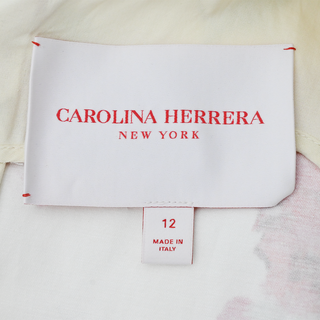 CAROLINA HERRERA
NEW YORK
12
MADE IN
ITALY